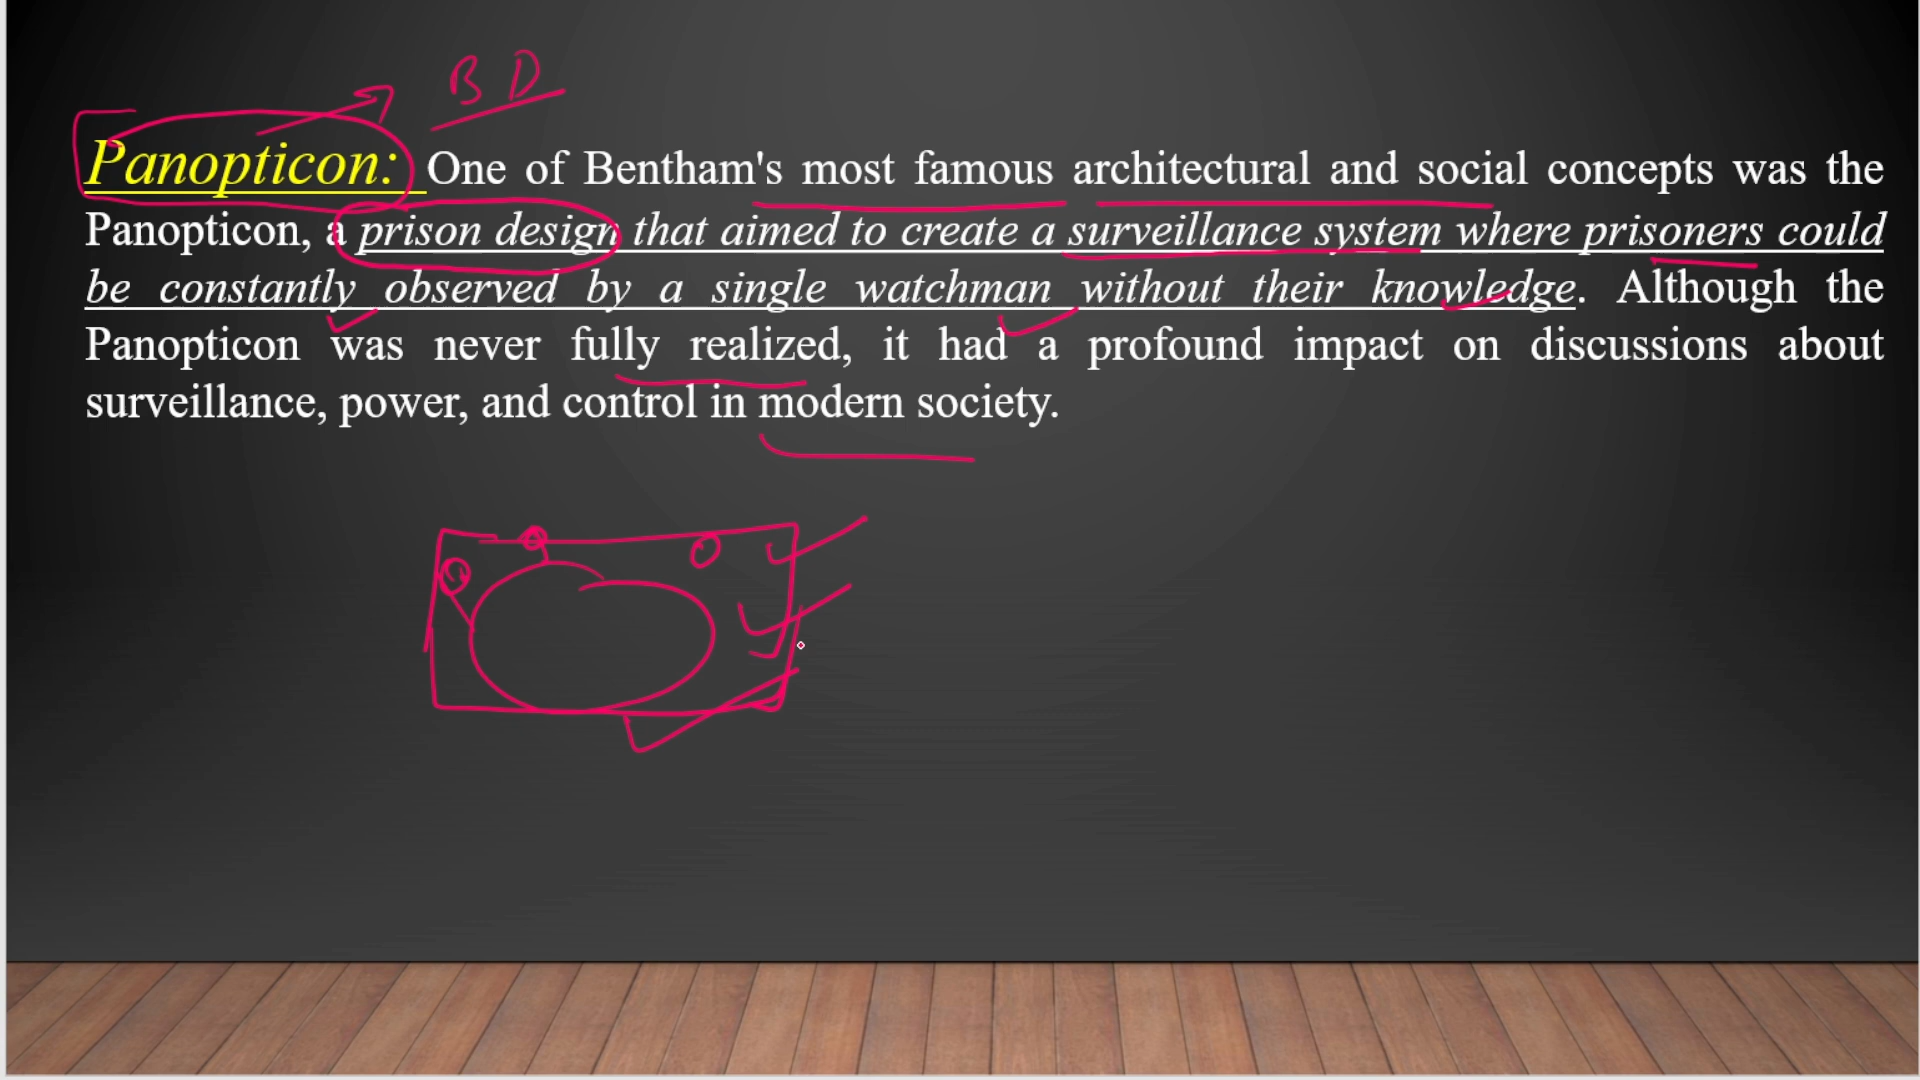 B D
Panopticon: One of Bentham's most famous architectural and social concepts was the
Panopticon, a prison design that aimed to create a surveillance system where prisoners could
be constantly observed by a single watchman without their knowledge. Although the
Panopticon was never fully realized, it had a profound impact on discussions about
surveillance, power, and control in modern society.